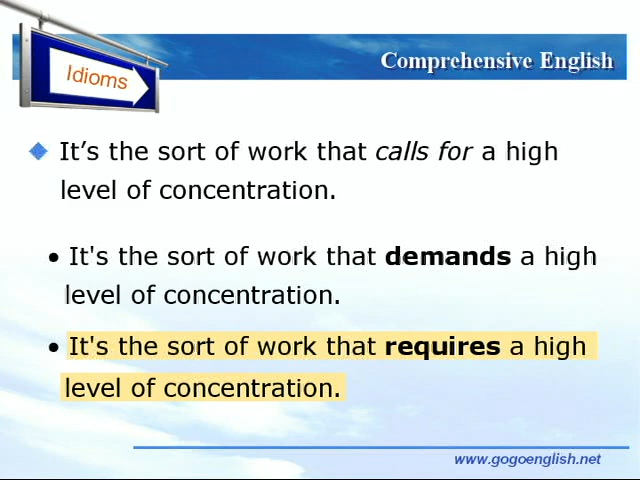 Idioms
Comprehensive English
It’s the sort of work that calls for a high
level of concentration.
• It's the sort of work that demands a high
level of concentration.
• It's the sort of work that requires a high
level of concentration.
www.gogoenglish.net